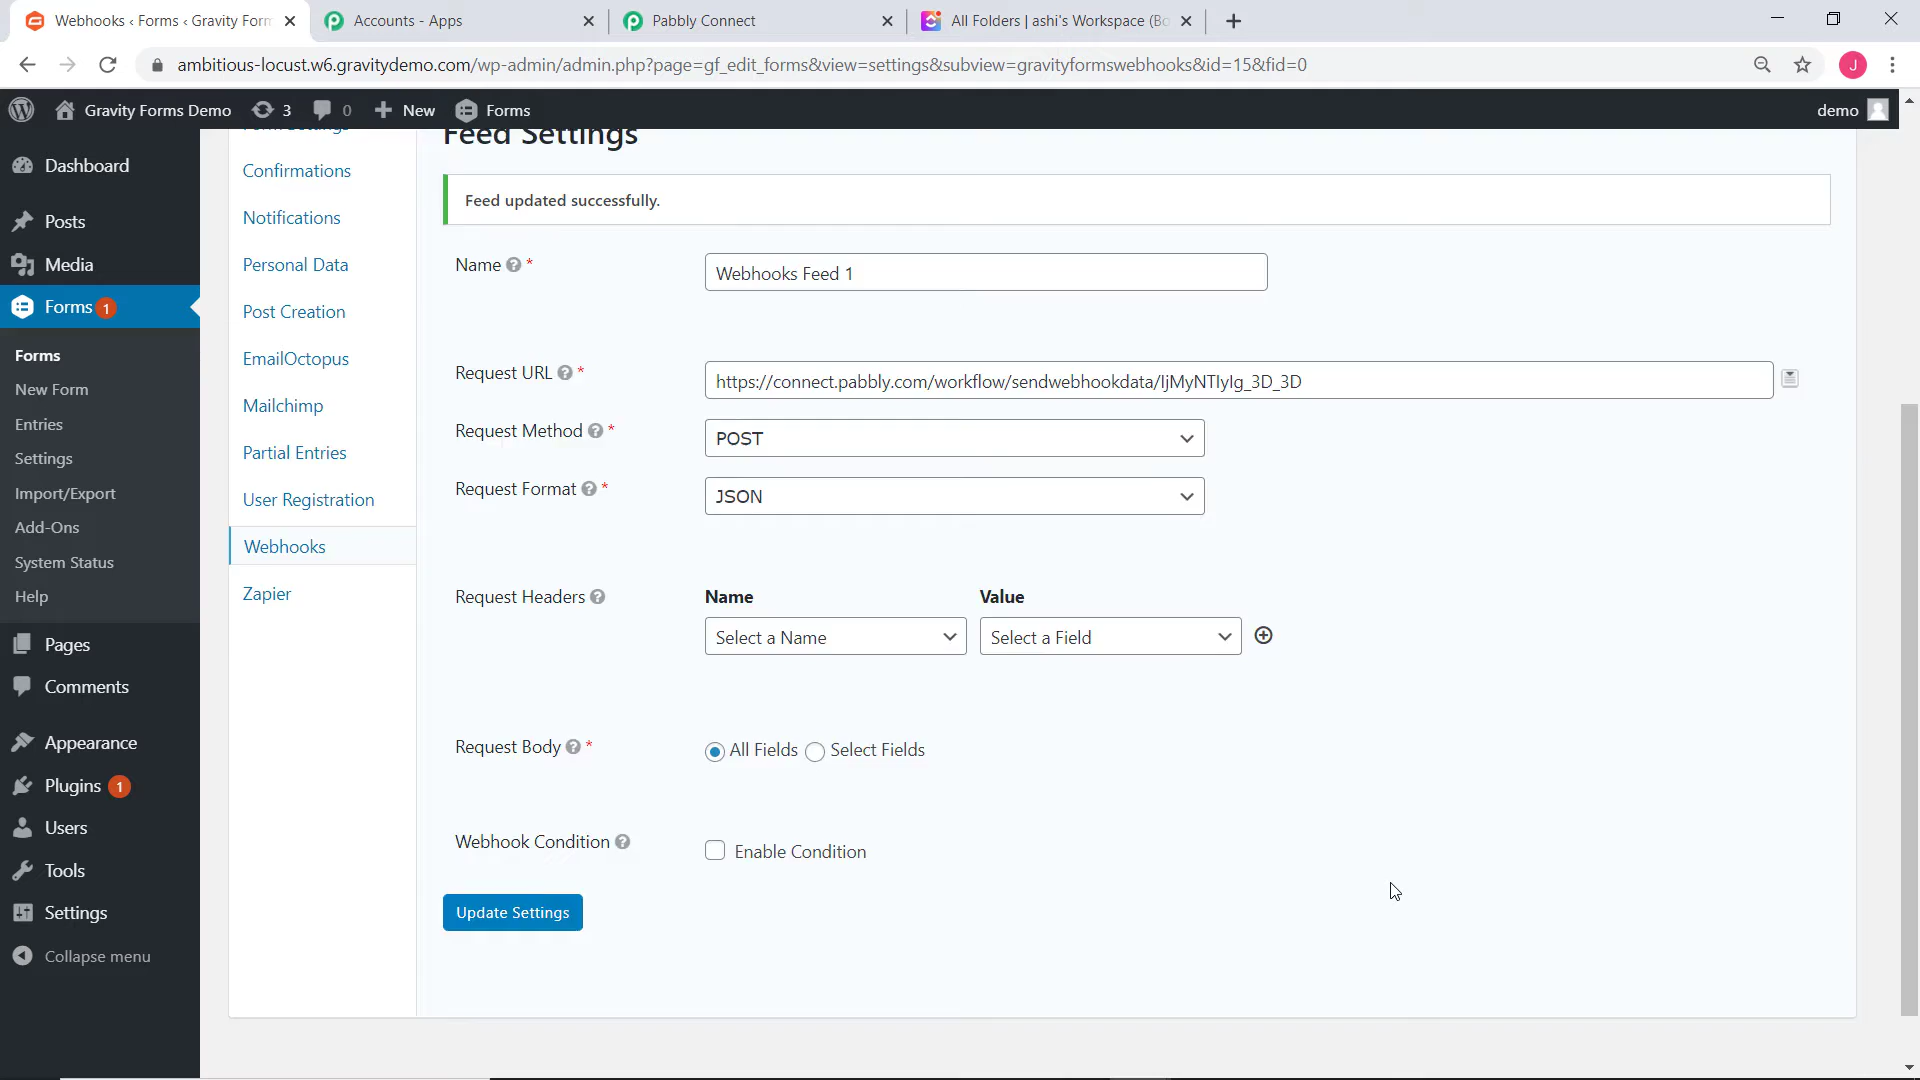 Webhooks ‹ Forms ‹ Gravity Form
Accounts - Apps
Pabbly Connect
All Folders | ashi's Workspace (Bo
ambitious-locust.w6.gravitydemo.com/wp-admin/admin.php?page=gf_edit_forms&view=settings&subview=gravityformswebhooks&id=15&fid=0
J
Gravity Forms Demo
3
0
New
Forms
demo
Dashboard
Posts
Media
Forms 1
Forms
New Form
Entries
Settings
Import/Export
Add-Ons
System Status
Help
Pages
Comments
Appearance
Plugins 1
Users
Tools
Settings
Collapse menu
Form Settings
Confirmations
Notifications
Personal Data
Post Creation
EmailOctopus
Mailchimp
Partial Entries
User Registration
Webhooks
Zapier
Feed Settings
Feed updated successfully.
Name ? *
Webhooks Feed 1
Request URL ? *
https://connect.pabbly.com/workflow/sendwebhookdata/IjMyNTIyIg_3D_3D
Request Method ? *
POST
Request Format ? *
JSON
Request Headers ?
Name
Value
Select a Name
Select a Field
Request Body ? *
All Fields
Select Fields
Webhook Condition ?
Enable Condition
Update Settings